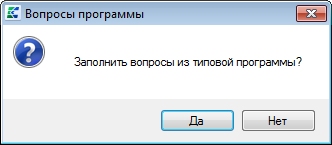 Вопросы программы
Заполнить вопросы из типовой программы?
Да
Нет